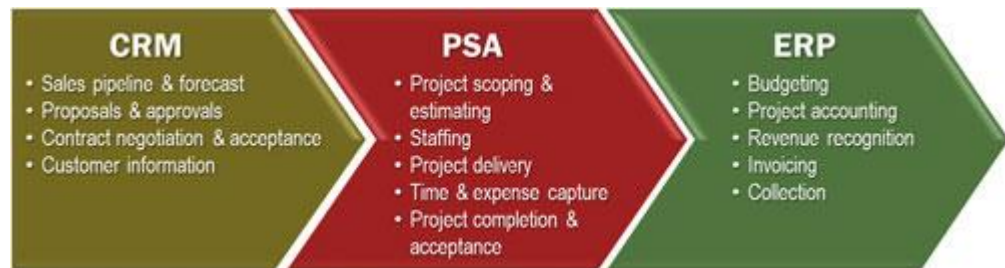 CRM
• Sales pipeline & forecast
• Proposals & approvals
• Contract negotiation & acceptance
• Customer information
PSA
• Project scoping &
estimating
• Staffing
• Project delivery
• Time & expense capture
• Project completion &
acceptance
ERP
• Budgeting
• Project accounting
• Revenue recognition
• Invoicing
• Collection